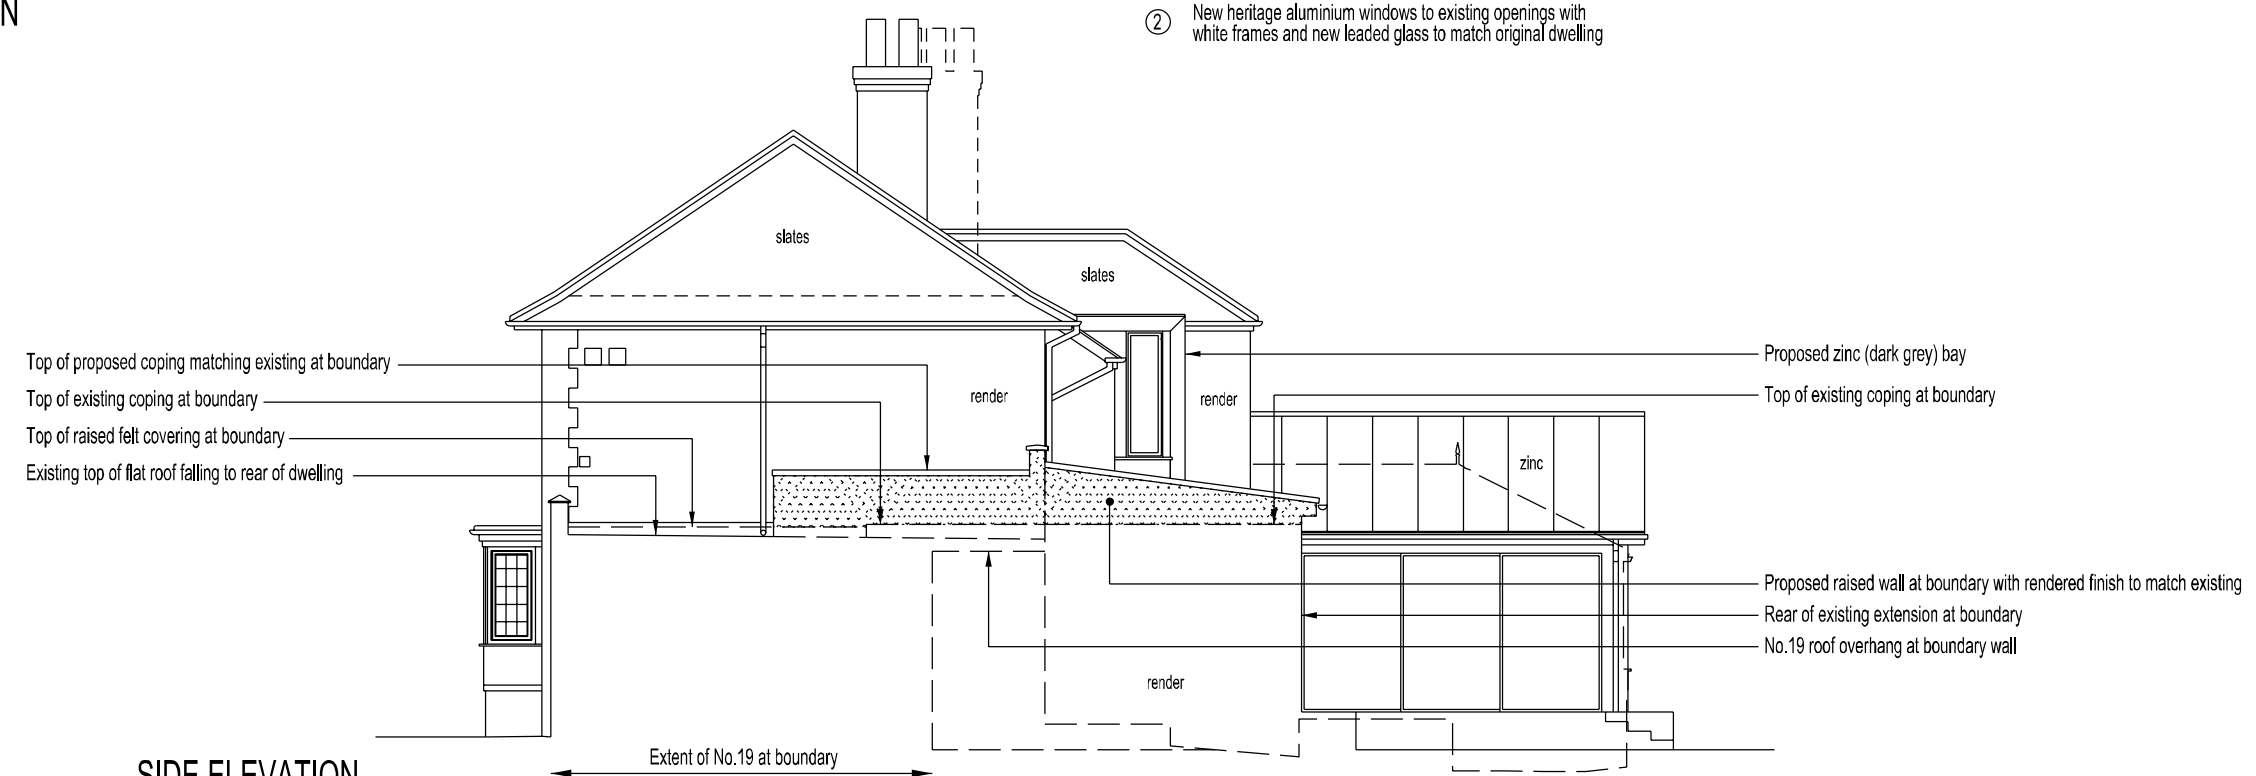 N
2
New heritage aluminium windows to existing openings with
white frames and new leaded glass to match original dwelling
slates
slates
Top of proposed coping matching existing at boundary
Top of existing coping at boundary
Top of raised felt covering at boundary
Existing top of flat roof falling to rear of dwelling
render
render
Proposed zinc (dark grey) bay
Top of existing coping at boundary
zinc
Proposed raised wall at boundary with rendered finish to match existing
Rear of existing extension at boundary
No.19 roof overhang at boundary wall
render
Extent of No.19 at boundary
SIDE ELEVATION